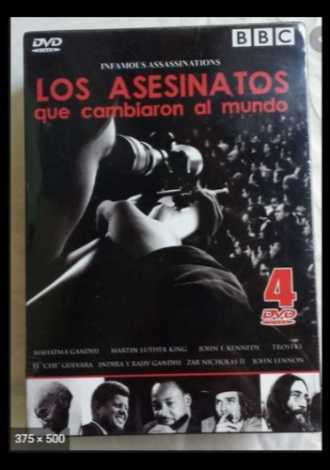 DVD
BBC
INFAMOUS ASSASSINATIONS
LOS ASESINATOS
que cambiaron al mundo
4
DVD
MAHATMA GANDHI MARTIN LUTHER KING JOHN F. KENNEDY TROSTKI
EL "CHE" GUEVARA INDIRA Y RAJIV GANDHI ZAR NICHOLAS II JOHN LENNON
375 × 500